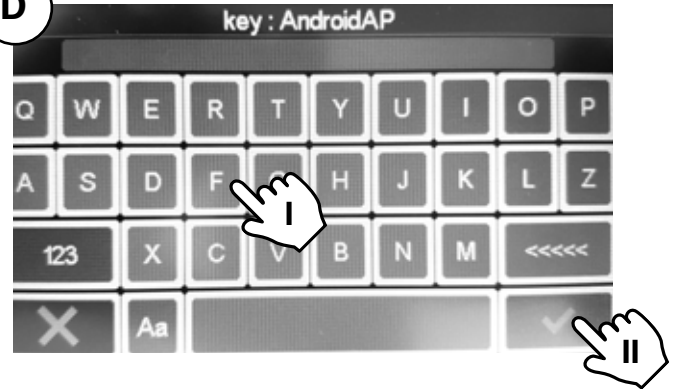 D
key : AndroidAP
Q W E R T Y U I O P
A S D F H J K L Z
I
123 X C V B N M <<<<<
Aa
II